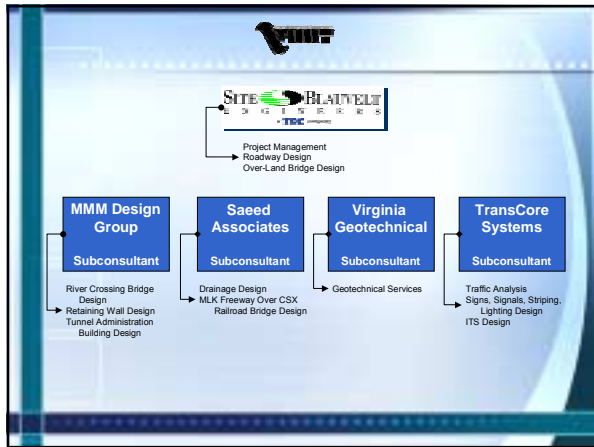 SITE BLAUVELT
ENGINEERS
a TRC company
Project Management
Roadway Design
Over-Land Bridge Design
MMM Design
Group
Subconsultant
River Crossing Bridge
Design
Retaining Wall Design
Tunnel Administration
Building Design
Saeed
Associates
Subconsultant
Drainage Design
MLK Freeway Over CSX
Railroad Bridge Design
Virginia
Geotechnical
Subconsultant
Geotechnical Services
TransCore
Systems
Subconsultant
Traffic Analysis
Signs, Signals, Striping,
Lighting Design
ITS Design